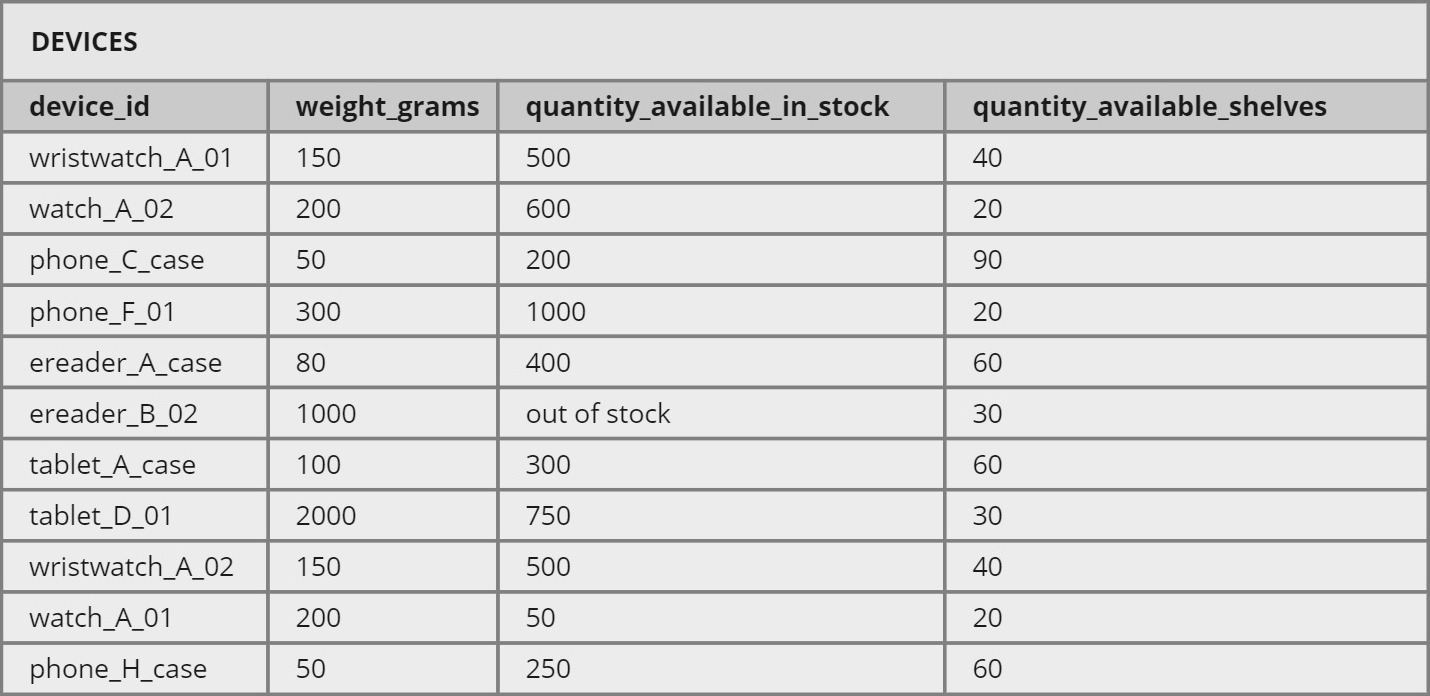 DEVICES
device_id weight_grams quantity_available_in_stock quantity_available_shelves
wristwatch_A_01 150 500 40
watch_A_02 200 600 20
phone_C_case 50 200 90
phone_F_01 300 1000 20
ereader_A_case 80 400 60
ereader_B_02 1000 out of stock 30
tablet_A_case 100 300 60
tablet_D_01 2000 750 30
wristwatch_A_02 150 500 40
watch_A_01 200 50 20
phone_H_case 50 250 60